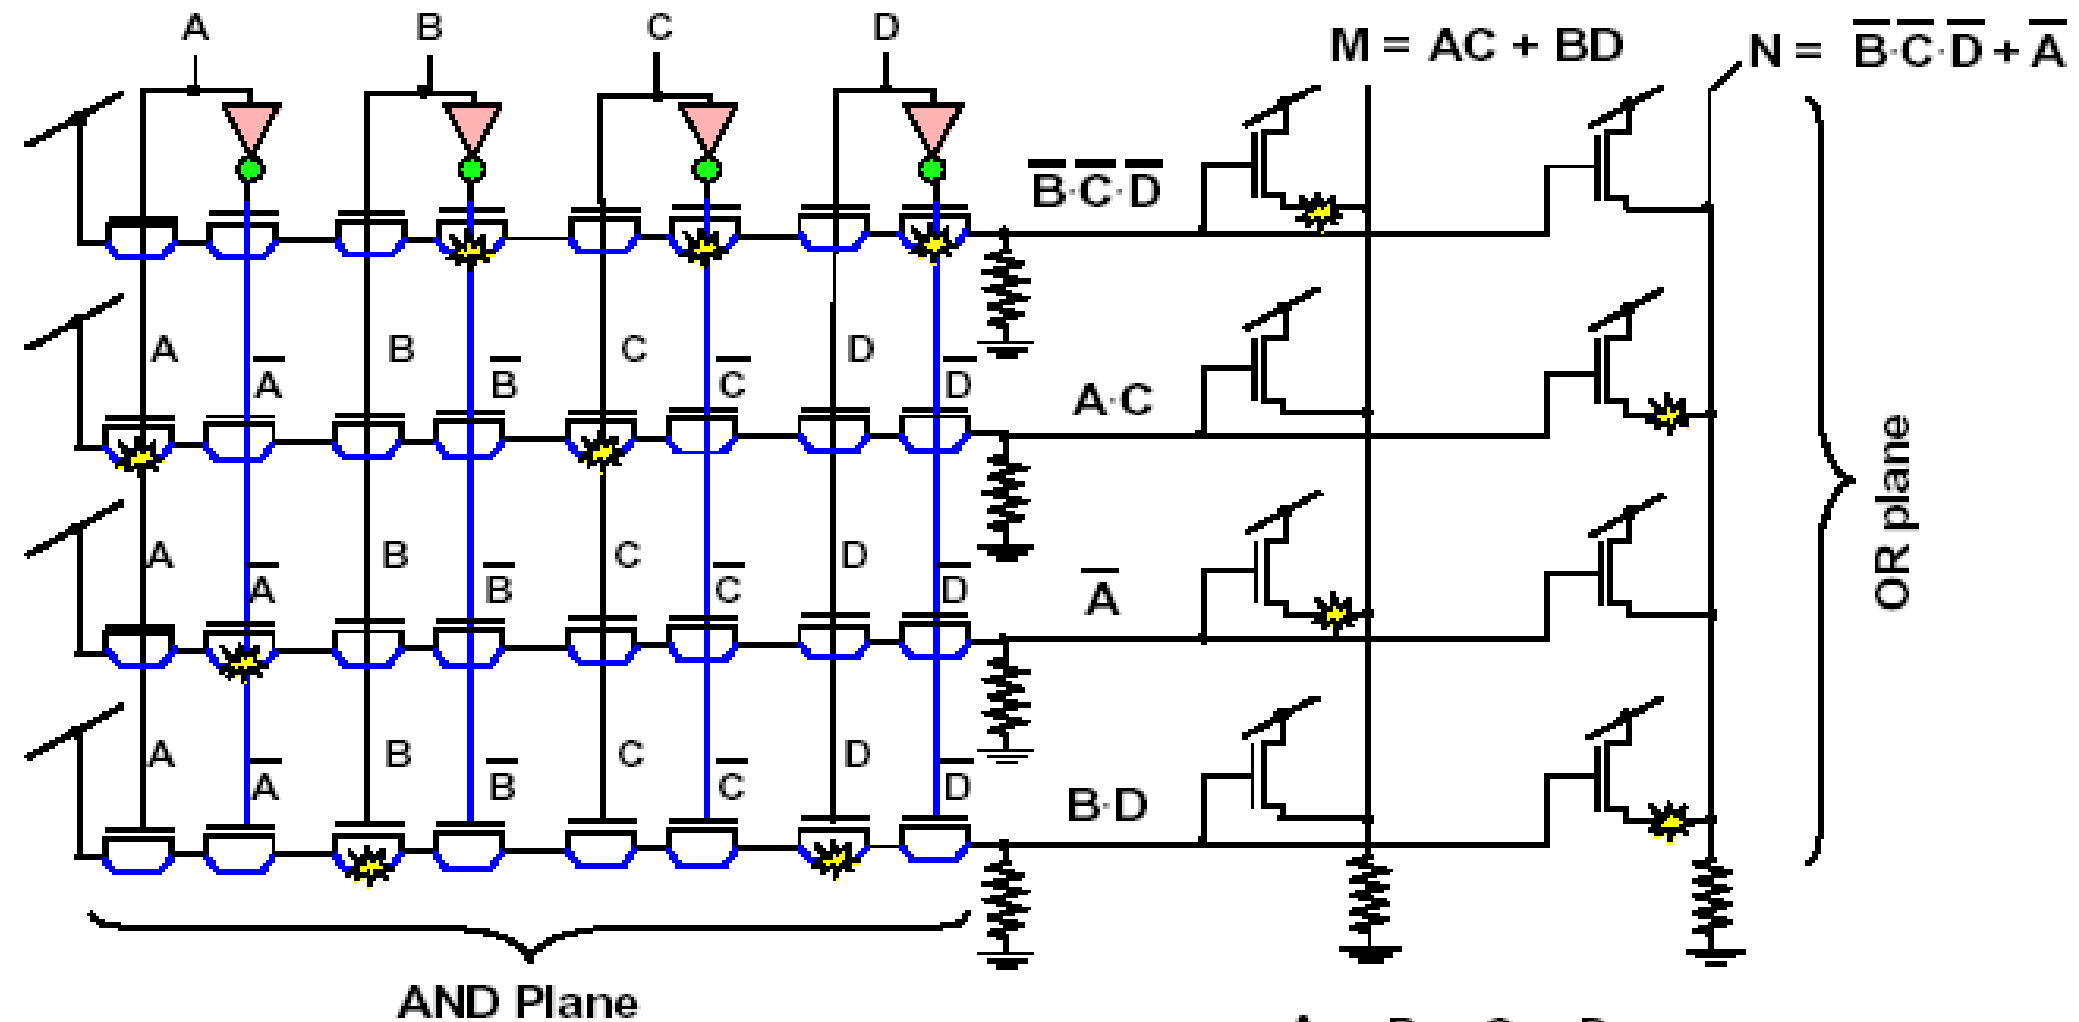 A B C D
M = AC + BD
N = B̅·C̅·D̅ + A̅
B̅·C̅·D̅
A B C D
A̅ B̅ C̅ D̅
A·C
A B C D
A̅ B̅ C̅ D̅
A̅
A B C D
A̅ B̅ C̅ D̅
B·D
OR plane
AND Plane